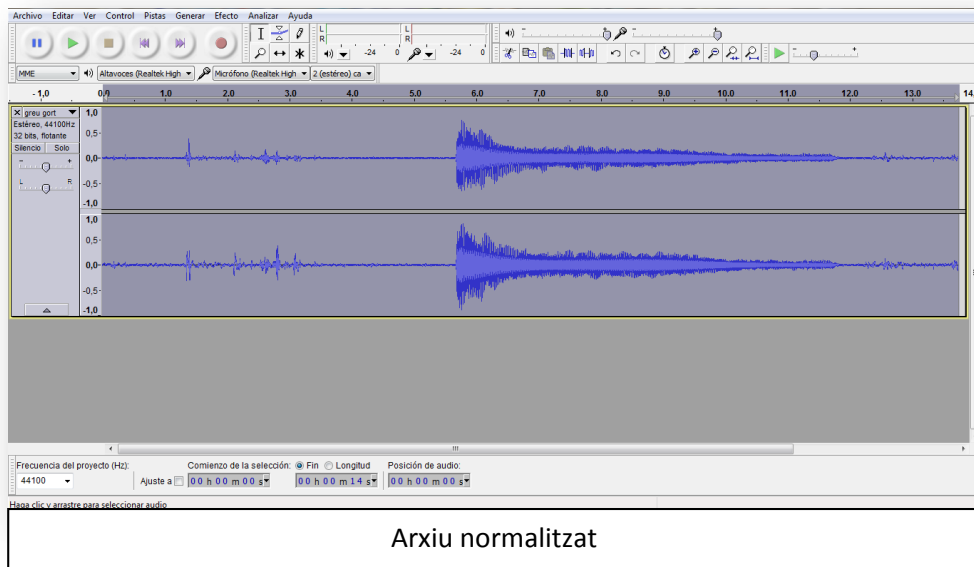 Archivo Editar Ver Control Pistas Generar Efecto Analizar Ayuda
L
R
-24 0
L
R
-24 0
MME Altavoces (Realtek High Micrófono (Realtek High 2 (estéreo) ca
- 1,0 0,0 1.0 2.0 3.0 4.0 5.0 6.0 7.0 8.0 9.0 10.0 11.0 12.0 13.0 14,
X greu gort
Estéreo, 44100Hz
32 bits, flotante
Silencio Solo
- +
L R
1,0
0,5-
0,0-
-0,5-
-1,0
1,0
0,5-
0,0-
-0,5-
-1,0
Frecuencia del proyecto (Hz): Comienzo de la selección: Fin Longitud Posición de audio:
44100 Ajuste a 00 h 00 m 00 s 00 h 00 m 14 s 00 h 00 m 00 s
Haga clic y arrastre para seleccionar audio
Arxiu normalitzat